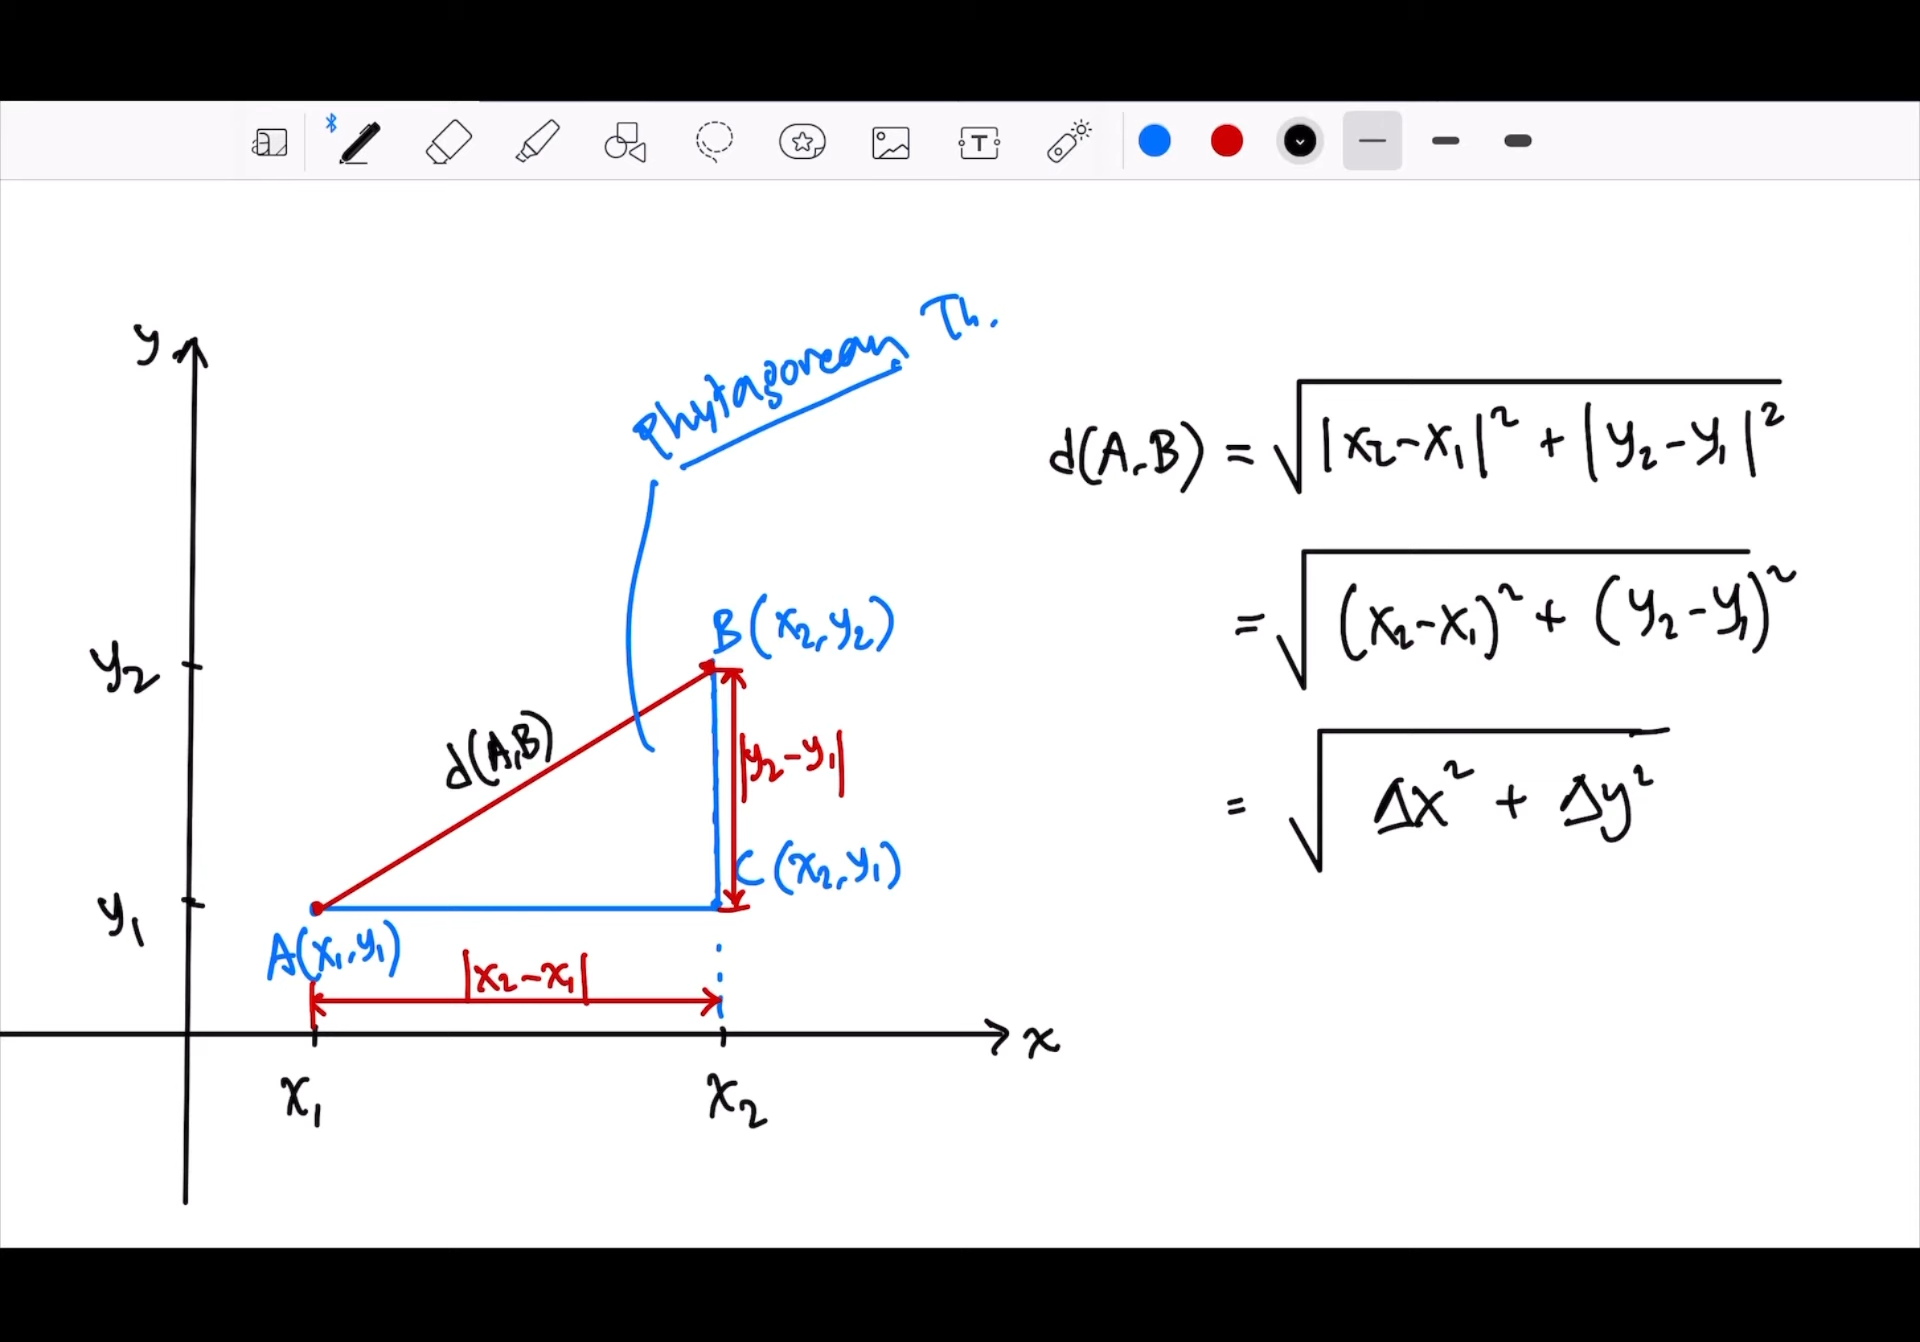 T
Phytagorean Th.
y
d(A,B) = √|x₂-x₁|² + |y₂-y₁|²
= √(x₂-x₁)² + (y₂-y₁)²
= √Δx² + Δy²
B(x₂,y₂)
y₂
d(A,B)
|y₂-y₁|
C(x₂,y₁)
y₁
A(x₁,y₁)
|x₂-x₁|
x
x₁
x₂